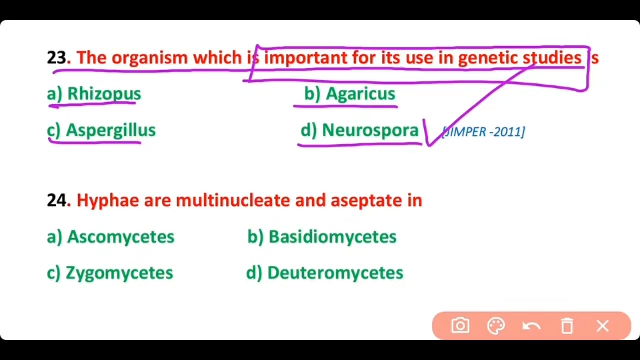 23. The organism which is important for its use in genetic studies is
a) Rhizopus b) Agaricus
c) Aspergillus d) Neurospora [JIMPER -2011]
24. Hyphae are multinucleate and aseptate in
a) Ascomycetes b) Basidiomycetes
c) Zygomycetes d) Deuteromycetes